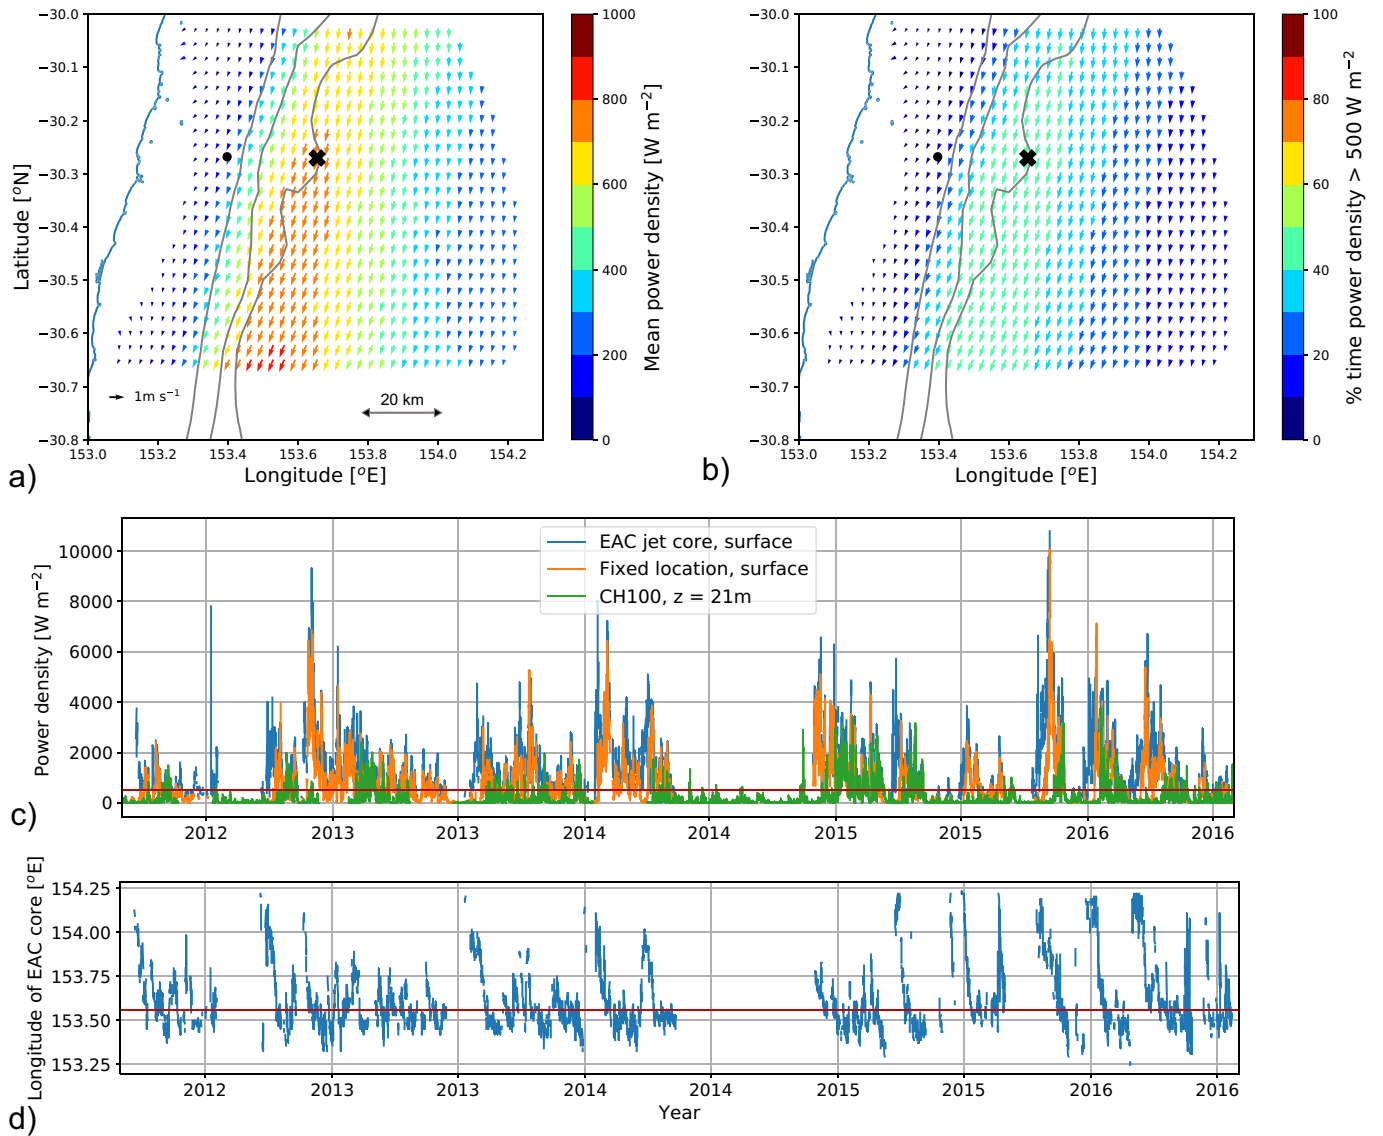 −30.0
−30.1
−30.2
−30.3
−30.4
−30.5
−30.6
−30.7
−30.8
Latitude [°N]
153.0 153.2 153.4 153.6 153.8 154.0 154.2
Longitude [°E]
1m s⁻¹
20 km
1000
800
600
400
200
0
Mean power density [W m⁻²]
a)
−30.0
−30.1
−30.2
−30.3
−30.4
−30.5
−30.6
−30.7
−30.8
153.0 153.2 153.4 153.6 153.8 154.0 154.2
Longitude [°E]
100
80
60
40
20
0
% time power density > 500 W m⁻²
b)
EAC jet core, surface
Fixed location, surface
CH100, z = 21m
10000
8000
6000
4000
2000
0
Power density [W m⁻²]
2012 2013 2013 2014 2014 2015 2015 2016 2016
c)
154.25
154.00
153.75
153.50
153.25
Longitude of EAC core [°E]
2012 2013 2013 2014 2014 2015 2015 2016 2016
Year
d)